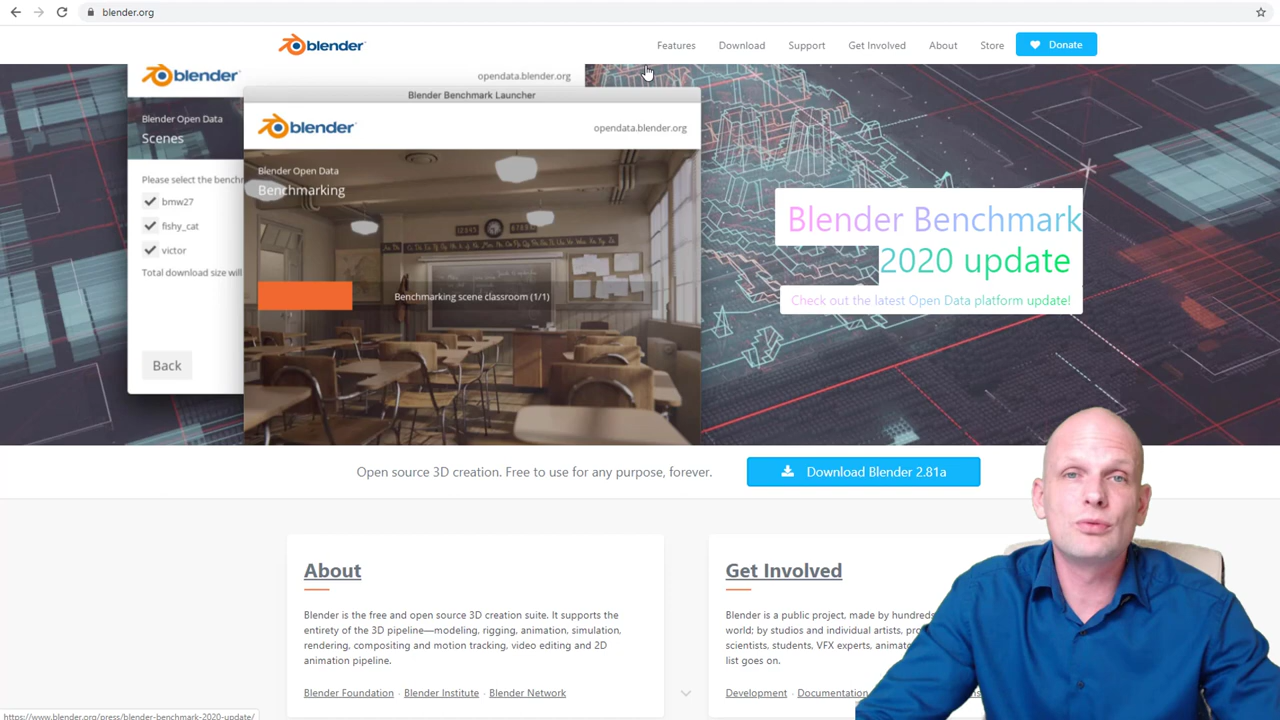 blender.org
blender
Features
Download
Support
Get Involved
About
Store
Donate
blender
opendata.blender.org
Blender Benchmark Launcher
blender
opendata.blender.org
Blender Open Data
Scenes
Please select the benchm
bmw27
fishy_cat
victor
Total download size will
Back
Blender Open Data
Benchmarking
Benchmarking scene classroom (1/1)
Blender Benchmark
2020 update
Check out the latest Open Data platform update!
Open source 3D creation. Free to use for any purpose, forever.
Download Blender 2.81a
About
Blender is the free and open source 3D creation suite. It supports the
entirety of the 3D pipeline—modeling, rigging, animation, simulation,
rendering, compositing and motion tracking, video editing and 2D
animation pipeline.
Blender Foundation · Blender Institute · Blender Network
Get Involved
Blender is a public project, made by hundreds
world; by studios and individual artists, pro
scientists, students, VFX experts, animato
list goes on.
Development · Documentation
https://www.blender.org/press/blender-benchmark-2020-update/